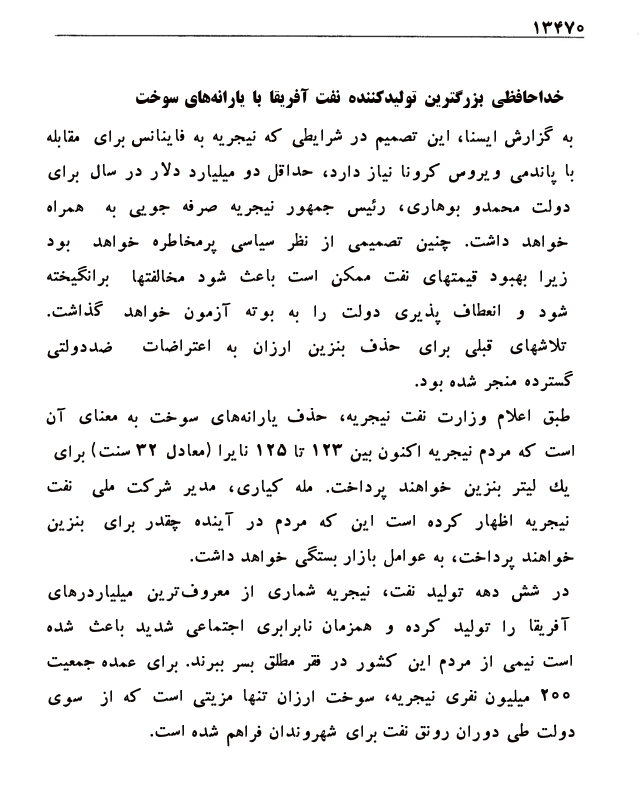 ۱۳۴۷۰
خداحافظی بزرگترین تولیدکننده نفت آفریقا با یارانه‌های سوخت
به گزارش ایسنا، این تصمیم در شرایطی که نیجریه به فاینانس برای مقابله
با پاندمی ویروس کرونا نیاز دارد، حداقل دو میلیارد دلار در سال برای
دولت محمدو بوهاری، رئیس جمهور نیجریه صرفه جویی به همراه
خواهد داشت. چنین تصمیمی از نظر سیاسی پرمخاطره خواهد بود
زیرا بهبود قیمتهای نفت ممکن است باعث شود مخالفتها برانگیخته
شود و انعطاف پذیری دولت را به بوته آزمون خواهد گذاشت.
تلاشهای قبلی برای حذف بنزین ارزان به اعتراضات ضددولتی
گسترده منجر شده بود.
طبق اعلام وزارت نفت نیجریه، حذف یارانه‌های سوخت به معنای آن
است که مردم نیجریه اکنون بین ۱۲۳ تا ۱۲۵ نایرا (معادل ۳۲ سنت) برای
یك لیتر بنزین خواهند پرداخت. مله کیاری، مدیر شرکت ملی نفت
نیجریه اظهار کرده است این که مردم در آینده چقدر برای بنزین
خواهند پرداخت، به عوامل بازار بستگی خواهد داشت.
در شش دهه تولید نفت، نیجریه شماری از معروف‌ترین میلیاردرهای
آفریقا را تولید کرده و همزمان نابرابری اجتماعی شدید باعث شده
است نیمی از مردم این کشور در فقر مطلق بسر ببرند. برای عمده جمعیت
۲۰۰ میلیون نفری نیجریه، سوخت ارزان تنها مزیتی است که از سوی
دولت طی دوران رونق نفت برای شهروندان فراهم شده است.